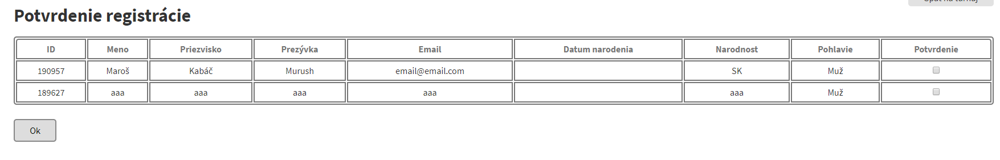 Potvrdenie registrácie
ID Meno Priezvisko Prezývka Email Datum narodenia Narodnost Pohlavie Potvrdenie
190957 Maroš Kabáč Murush email@email.com SK Muž
189627 aaa aaa aaa aaa aaa Muž
Ok